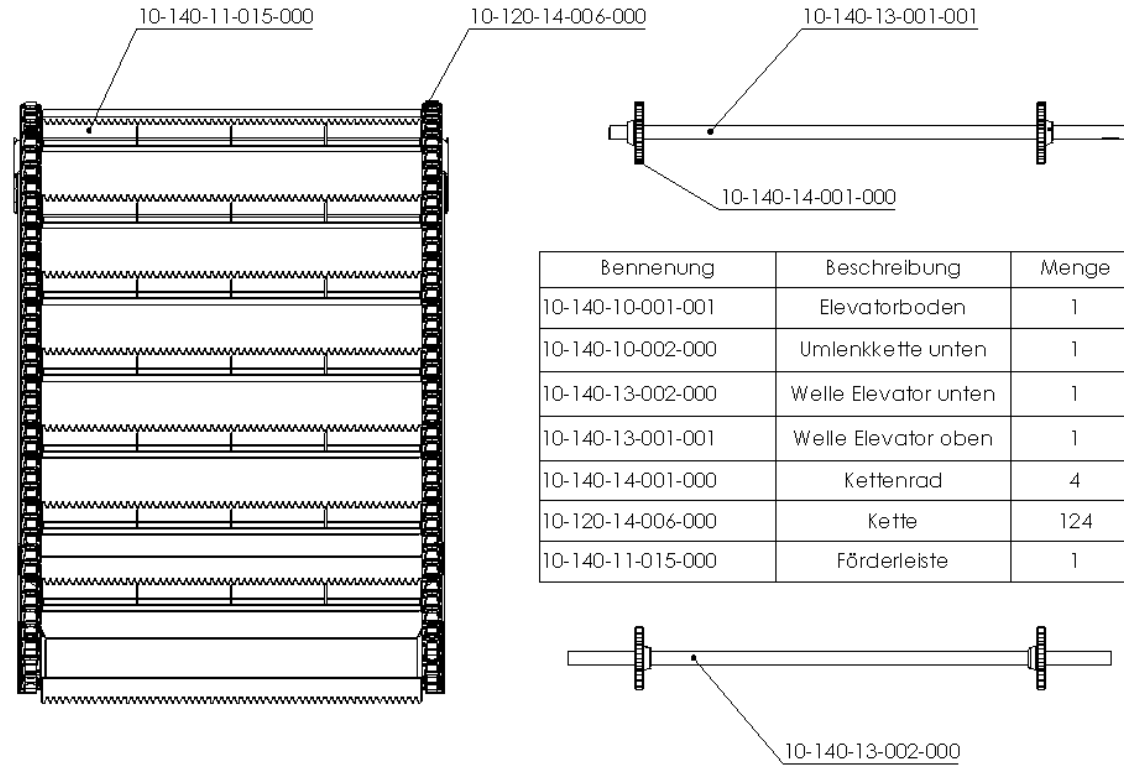 10-140-11-015-000
10-120-14-006-000
10-140-13-001-001
10-140-14-001-000
Bennenung Beschreibung Menge
10-140-10-001-001 Elevatorboden 1
10-140-10-002-000 Umlenkkette unten 1
10-140-13-002-000 Welle Elevator unten 1
10-140-13-001-001 Welle Elevator oben 1
10-140-14-001-000 Kettenrad 4
10-120-14-006-000 Kette 124
10-140-11-015-000 Förderleiste 1
10-140-13-002-000